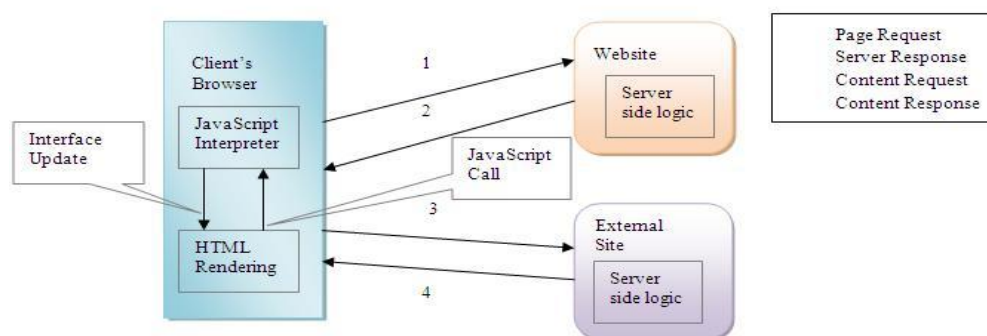 Client's
Browser
JavaScript
Interpreter
HTML
Rendering
Interface
Update
JavaScript
Call
1
2
3
4
Website
Server
side logic
External
Site
Server
side logic
Page Request
Server Response
Content Request
Content Response